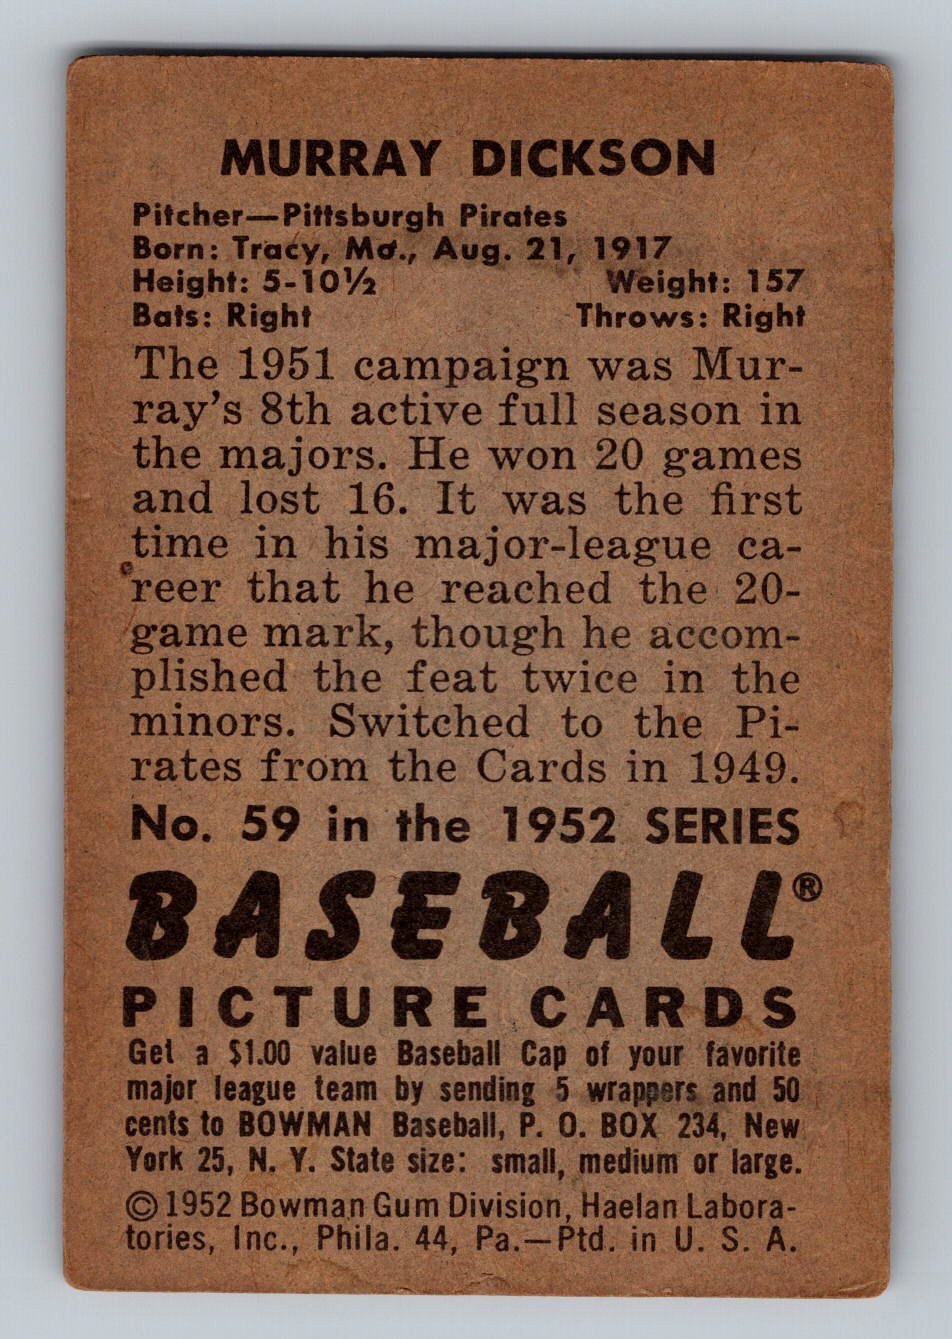 MURRAY DICKSON
Pitcher—Pittsburgh Pirates
Born: Tracy, Mo., Aug. 21, 1917
Height: 5-10½ Weight: 157
Bats: Right Throws: Right
The 1951 campaign was Mur-
ray's 8th active full season in
the majors. He won 20 games
and lost 16. It was the first
time in his major-league ca-
reer that he reached the 20-
game mark, though he accom-
plished the feat twice in the
minors. Switched to the Pi-
rates from the Cards in 1949.
No. 59 in the 1952 SERIES
BASEBALL®
PICTURE CARDS
Get a $1.00 value Baseball Cap of your favorite
major league team by sending 5 wrappers and 50
cents to BOWMAN Baseball, P. O. BOX 234, New
York 25, N. Y. State size: small, medium or large.
© 1952 Bowman Gum Division, Haelan Labora-
tories, Inc., Phila. 44, Pa.—Ptd. in U. S. A.